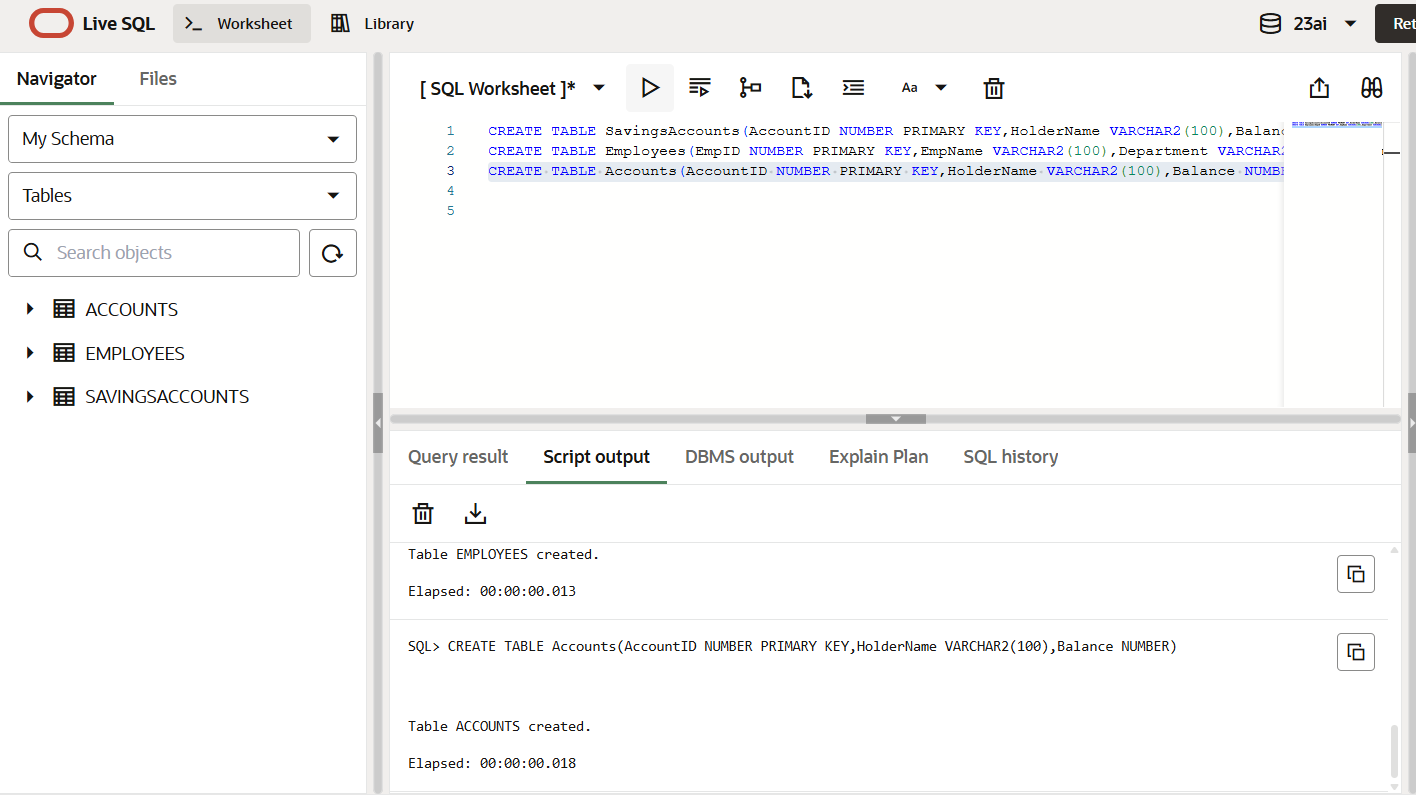 Live SQL
Worksheet
Library
23ai
Ret
Navigator
Files
My Schema
Tables
Search objects
ACCOUNTS
EMPLOYEES
SAVINGSACCOUNTS
[ SQL Worksheet ]*
Aa
1 CREATE TABLE SavingsAccounts(AccountID NUMBER PRIMARY KEY,HolderName VARCHAR2(100),Balanc
2 CREATE TABLE Employees(EmpID NUMBER PRIMARY KEY,EmpName VARCHAR2(100),Department VARCHAR2
3 CREATE TABLE Accounts(AccountID NUMBER PRIMARY KEY,HolderName VARCHAR2(100),Balance NUMBE
4
5
Query result
Script output
DBMS output
Explain Plan
SQL history
Table EMPLOYEES created.
Elapsed: 00:00:00.013
SQL> CREATE TABLE Accounts(AccountID NUMBER PRIMARY KEY,HolderName VARCHAR2(100),Balance NUMBER)
Table ACCOUNTS created.
Elapsed: 00:00:00.018